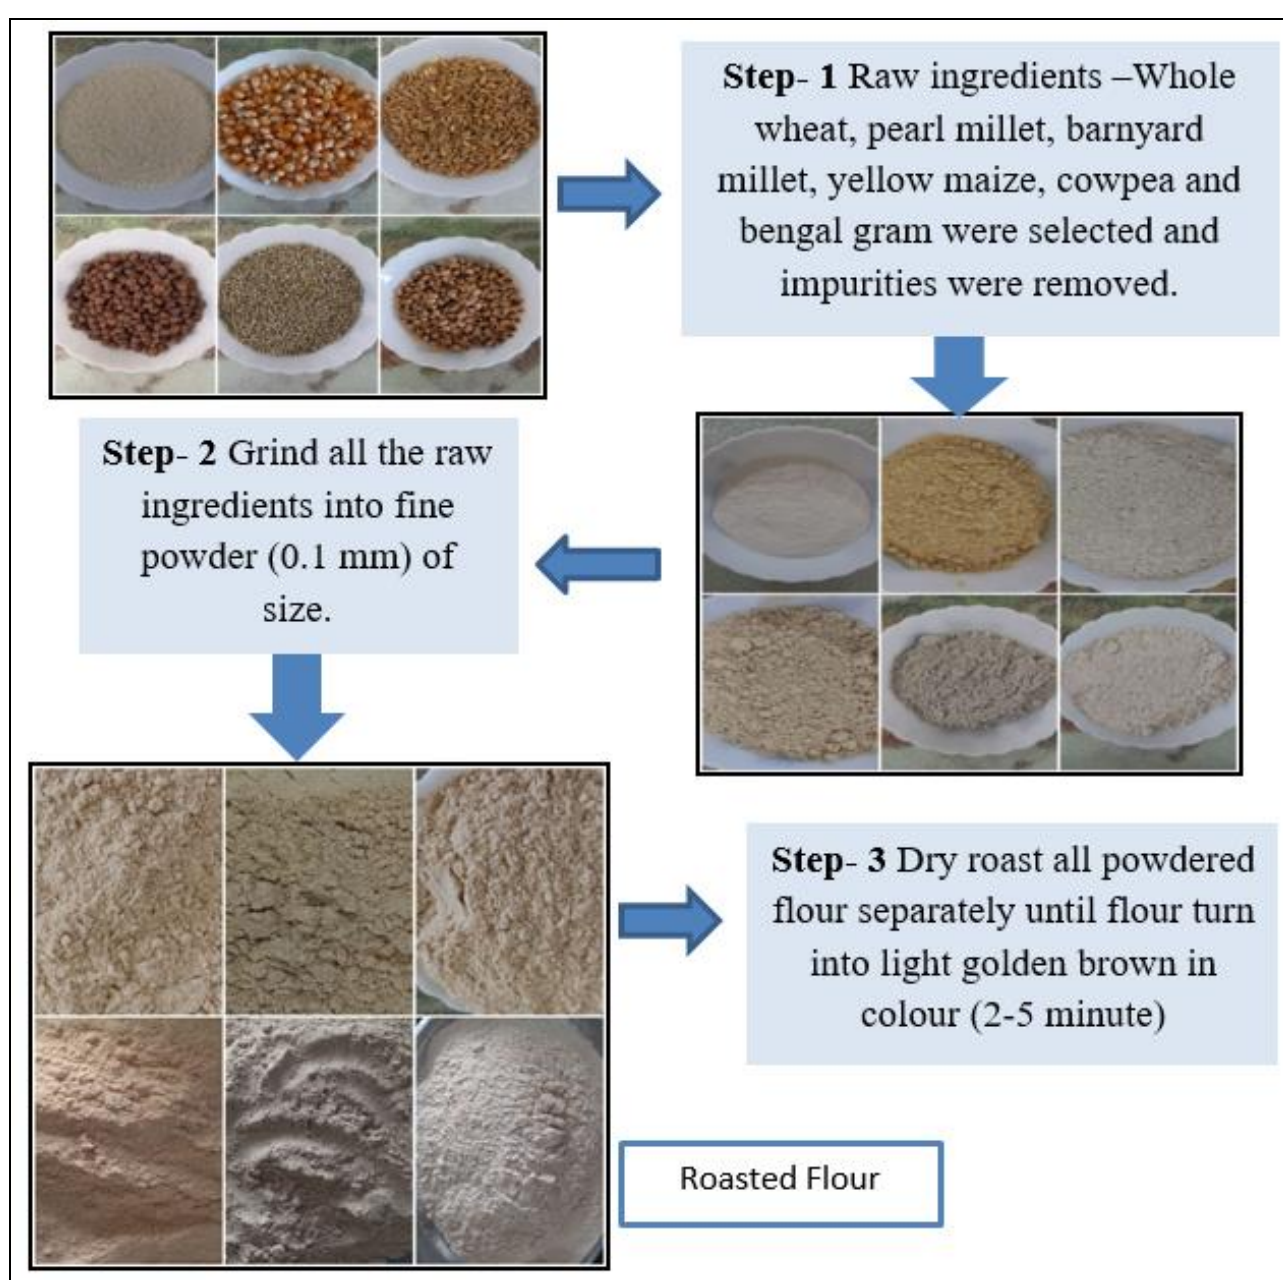 Step- 1 Raw ingredients –Whole
wheat, pearl millet, barnyard
millet, yellow maize, cowpea and
bengal gram were selected and
impurities were removed.
Step- 2 Grind all the raw
ingredients into fine
powder (0.1 mm) of
size.
Step- 3 Dry roast all powdered
flour separately until flour turn
into light golden brown in
colour (2-5 minute)
Roasted Flour